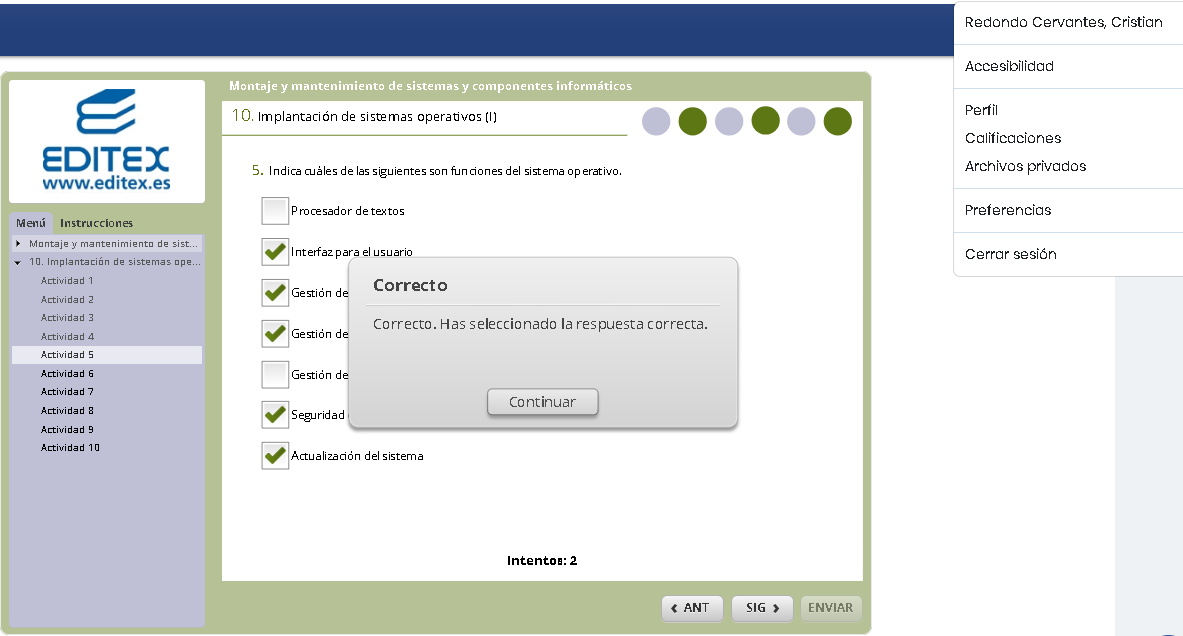 Redondo Cervantes, Cristian
Accesibilidad
Perfil
Calificaciones
Archivos privados
Preferencias
Cerrar sesión
EDITEX
www.editex.es
Menú Instrucciones
Montaje y mantenimiento de sist...
10. Implantación de sistemas ope...
Actividad 1
Actividad 2
Actividad 3
Actividad 4
Actividad 5
Actividad 6
Actividad 7
Actividad 8
Actividad 9
Actividad 10
Montaje y mantenimiento de sistemas y componentes informáticos
10. Implantación de sistemas operativos (I)
5. Indica cuáles de las siguientes son funciones del sistema operativo.
Procesador de textos
Interfaz para el usuario
Gestión de
Gestión de
Gestión de
Seguridad
Actualización del sistema
Correcto
Correcto. Has seleccionado la respuesta correcta.
Continuar
Intentos: 2
ANT
SIG
ENVIAR